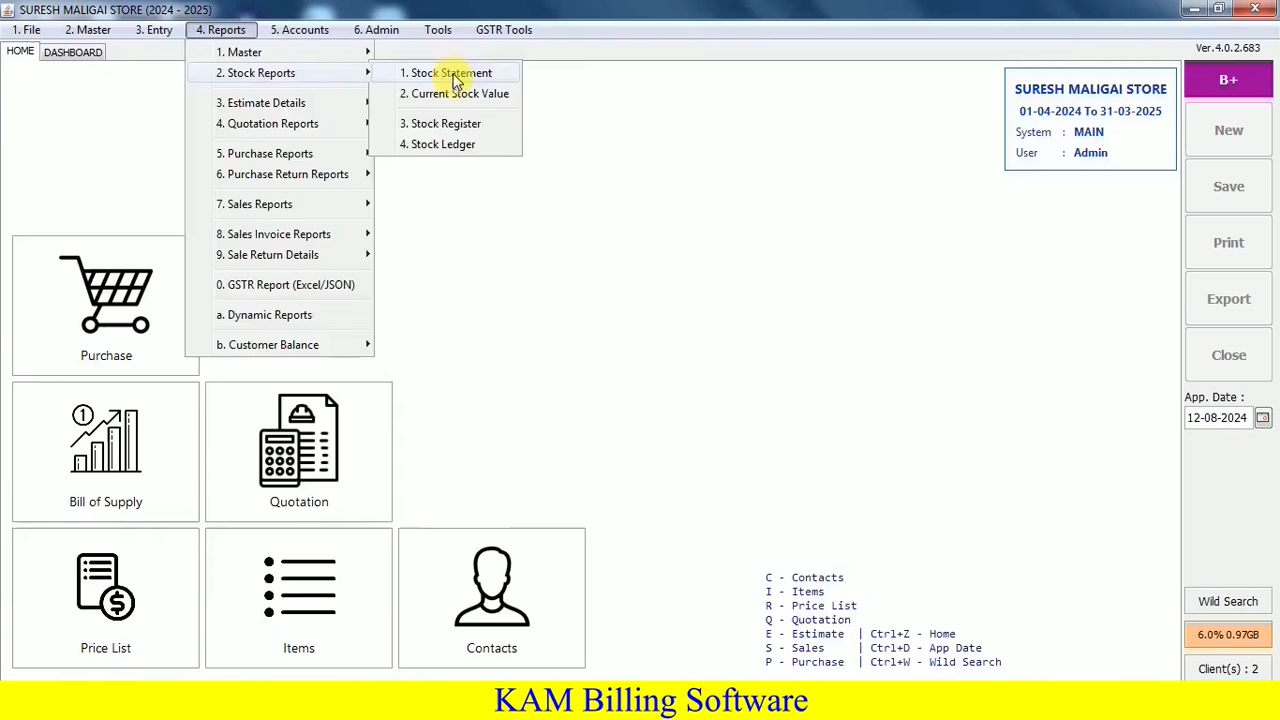 SURESH MALIGAI STORE (2024 - 2025)
1. File 2. Master 3. Entry 4. Reports 5. Accounts 6. Admin Tools GSTR Tools
HOME DASHBOARD
Ver.4.0.2.683
1. Master
2. Stock Reports
3. Estimate Details
4. Quotation Reports
5. Purchase Reports
6. Purchase Return Reports
7. Sales Reports
8. Sales Invoice Reports
9. Sale Return Details
0. GSTR Report (Excel/JSON)
a. Dynamic Reports
b. Customer Balance
1. Stock Statement
2. Current Stock Value
3. Stock Register
4. Stock Ledger
SURESH MALIGAI STORE
01-04-2024 To 31-03-2025
System : MAIN
User : Admin
B+
New
Save
Print
Export
Close
App. Date :
12-08-2024
Purchase
Bill of Supply
Quotation
Price List
Items
Contacts
C - Contacts
I - Items
R - Price List
Q - Quotation
E - Estimate | Ctrl+Z - Home
S - Sales | Ctrl+D - App Date
P - Purchase | Ctrl+W - Wild Search
Wild Search
6.0% 0.97GB
Client(s) : 2
KAM Billing Software